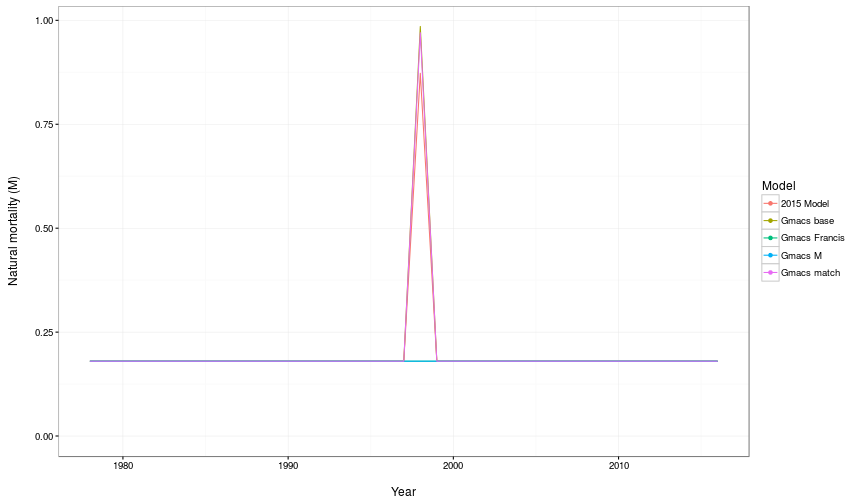 1.00
0.75
0.50
0.25
0.00
Natural mortality (M)
1980 1990 2000 2010
Year
Model
2015 Model
Gmacs base
Gmacs Francis
Gmacs M
Gmacs match